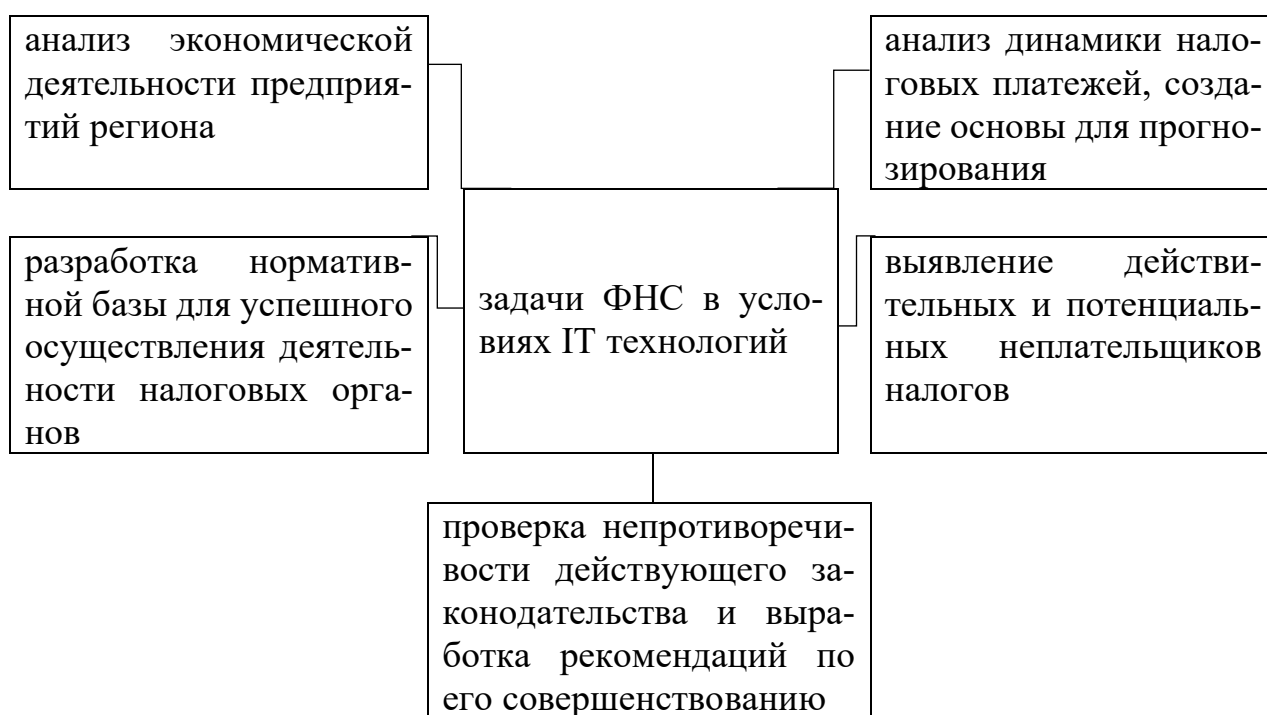 анализ экономической
деятельности предприя-
тий региона
анализ динамики нало-
говых платежей, созда-
ние основы для прогно-
зирования
разработка норматив-
ной базы для успешного
осуществления деятель-
ности налоговых орга-
нов
задачи ФНС в усло-
виях IT технологий
выявление действи-
тельных и потенциаль-
ных неплательщиков
налогов
проверка непротиворечи-
вости действующего за-
конодательства и выра-
ботка рекомендаций по
его совершенствованию